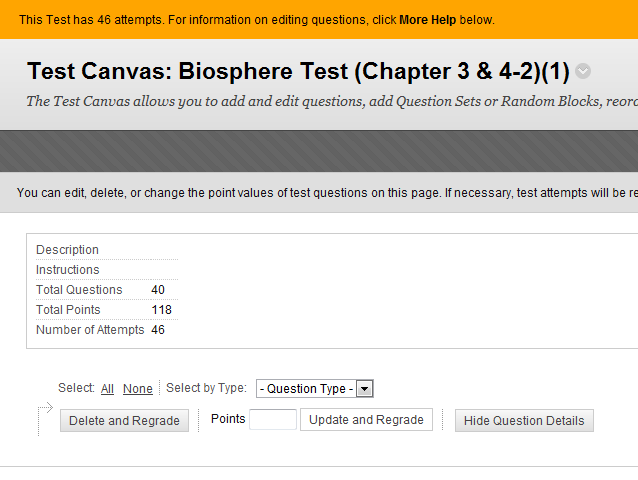 This Test has 46 attempts. For information on editing questions, click More Help below.
Test Canvas: Biosphere Test (Chapter 3 & 4-2)(1)
The Test Canvas allows you to add and edit questions, add Question Sets or Random Blocks, reord
You can edit, delete, or change the point values of test questions on this page. If necessary, test attempts will be re
Description
Instructions
Total Questions 40
Total Points 118
Number of Attempts 46
Select: All None Select by Type: - Question Type -
Delete and Regrade Points Update and Regrade Hide Question Details